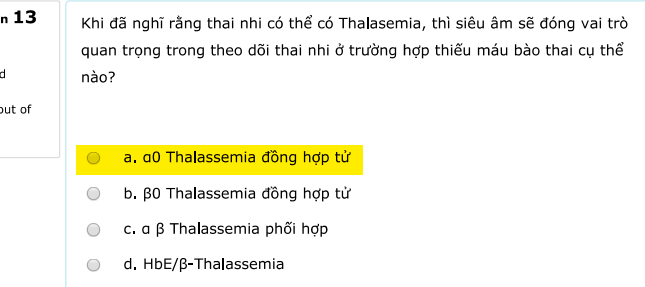 n 13
d
out of
Khi đã nghĩ rằng thai nhi có thể có Thalasemia, thì siêu âm sẽ đóng vai trò
quan trọng trong theo dõi thai nhi ở trường hợp thiếu máu bào thai cụ thể
nào?
a. α0 Thalassemia đồng hợp tử
b. β0 Thalassemia đồng hợp tử
c. α β Thalassemia phối hợp
d. HbE/β-Thalassemia